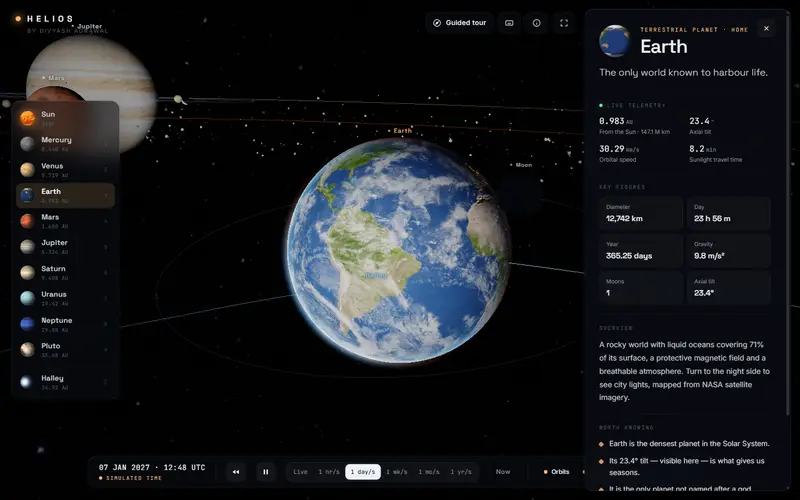 HELIOS
BY DIVYASH AGRAWAL
Jupiter
Mars
Guided tour
Sun
Mercury
Venus
0.719 AU
Earth
0.983 AU
Mars
Jupiter
Saturn
Uranus
Neptune
Pluto
Halley
Earth
Moon
07 JAN 2027 · 12:48 UTC
SIMULATED TIME
Live
1 hr/s
1 day/s
1 wk/s
1 mo/s
1 yr/s
Now
Orbits
TERRESTRIAL PLANET · HOME
Earth
The only world known to harbour life.
LIVE TELEMETRY
0.983 AU
From the Sun · 147.1 M km
23.4°
Axial tilt
30.29 km/s
Orbital speed
8.2 min
Sunlight travel time
KEY FIGURES
Diameter
12,742 km
Day
23 h 56 m
Year
365.25 days
Gravity
9.8 m/s²
Moons
1
Axial tilt
23.4°
OVERVIEW
A rocky world with liquid oceans covering 71%
of its surface, a protective magnetic field and a
breathable atmosphere. Turn to the night side to
see city lights, mapped from NASA satellite
imagery.
WORTH KNOWING
Earth is the densest planet in the Solar System.
Its 23.4° tilt — visible here — is what gives us
seasons.
It is the only planet not named after a god.